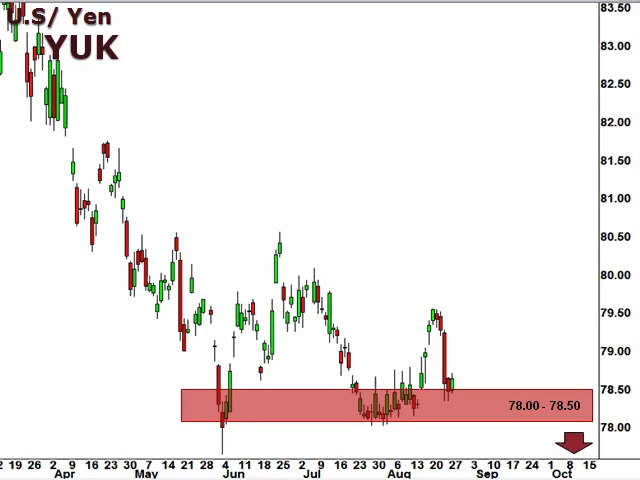 U.S/ Yen
YUK
83.50
83.00
82.50
82.00
81.50
81.00
80.50
80.00
79.50
79.00
78.50
78.00
78.00 - 78.50
2 19 26 2 9 16 23 30 7 14 21 28 4 11 18 25 2 9 16 23 30 6 13 20 27 3 10 17 24 1 8 15
Apr May Jun Jul Aug Sep Oct